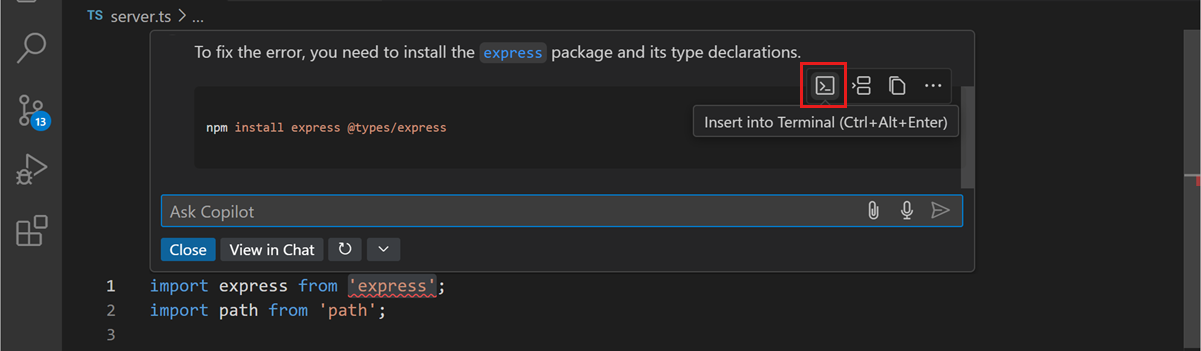 TS server.ts > ...
To fix the error, you need to install the express package and its type declarations.
Insert into Terminal (Ctrl+Alt+Enter)
npm install express @types/express
13
Ask Copilot
Close View in Chat
1 import express from 'express';
2 import path from 'path';
3